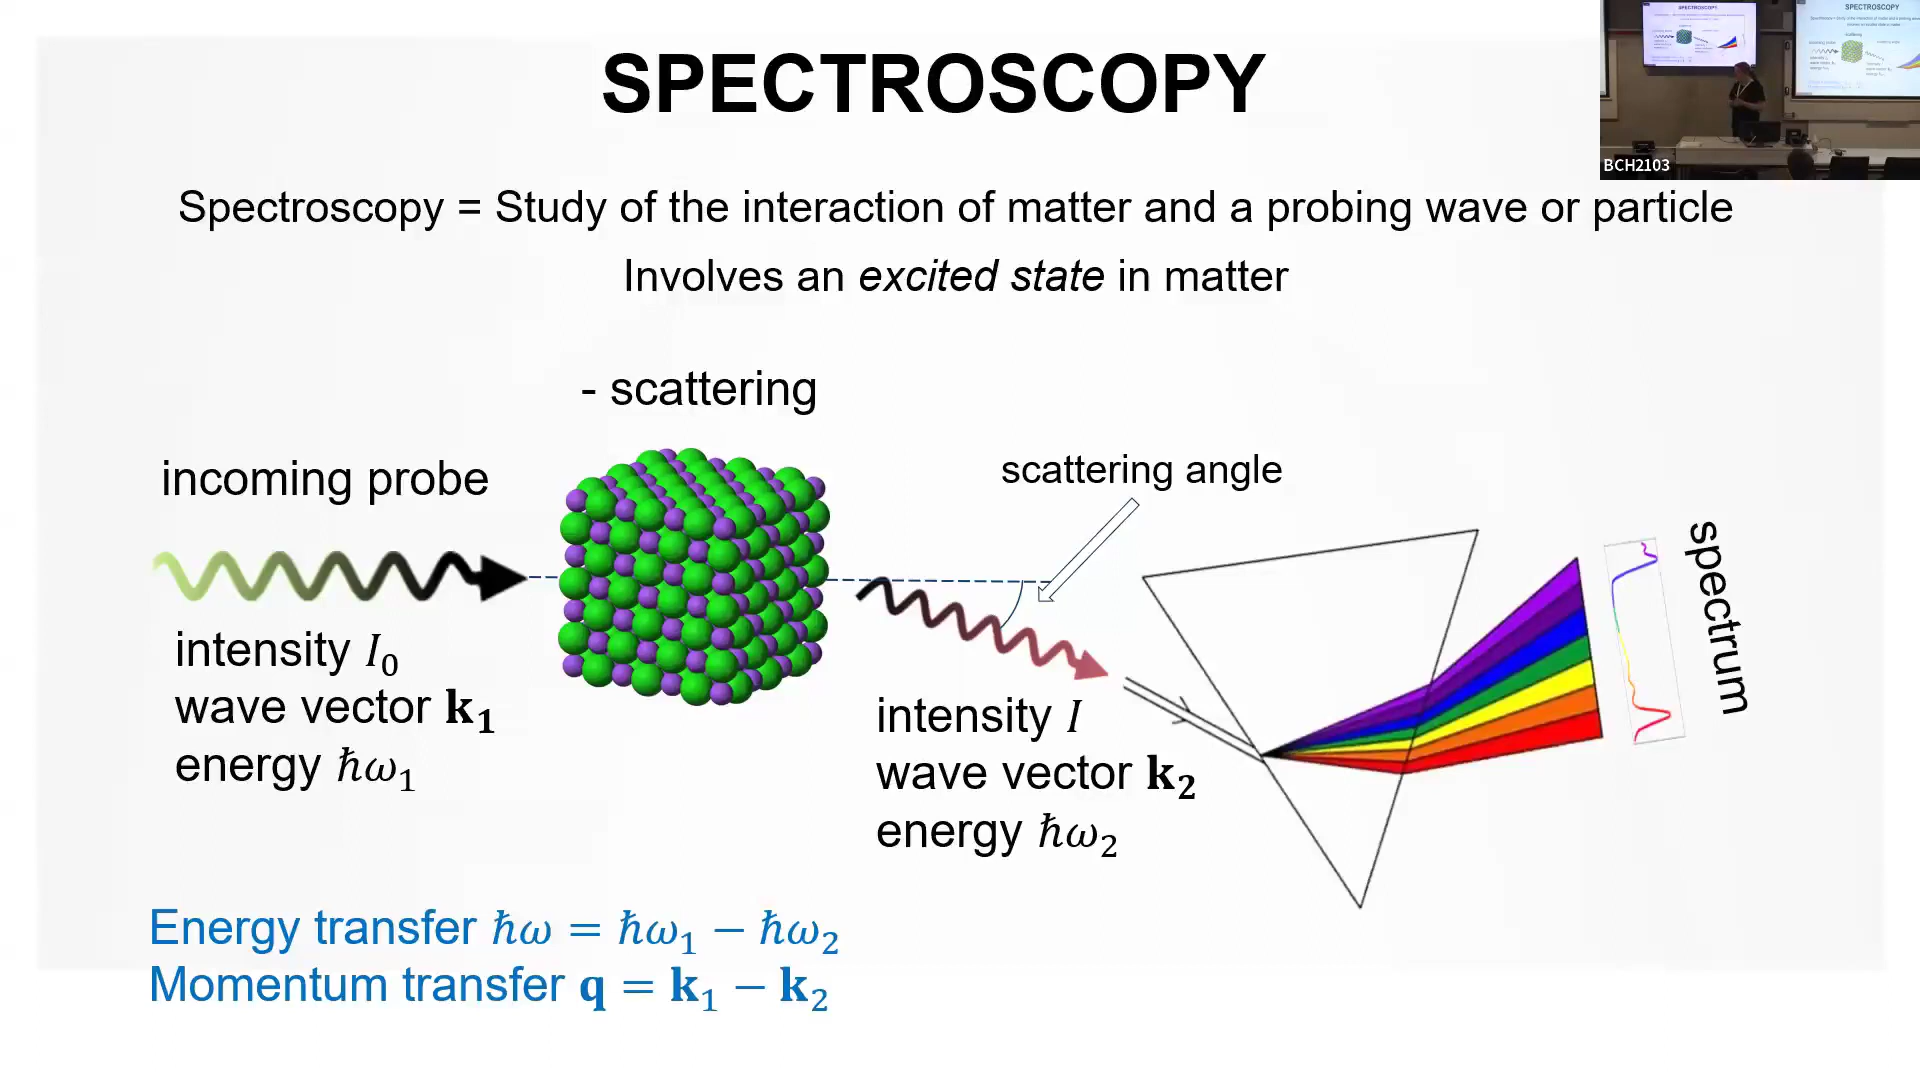 SPECTROSCOPY
Spectroscopy = Study of the interaction of matter and a probing wave or particle
Involves an excited state in matter
- scattering
incoming probe
scattering angle
intensity I₀
wave vector k₁
energy ħω₁
intensity I
wave vector k₂
energy ħω₂
spectrum
Energy transfer ħω = ħω₁ − ħω₂
Momentum transfer q = k₁ − k₂
SPECTROSCOPY
SPECTROSCOPY
BCH2103